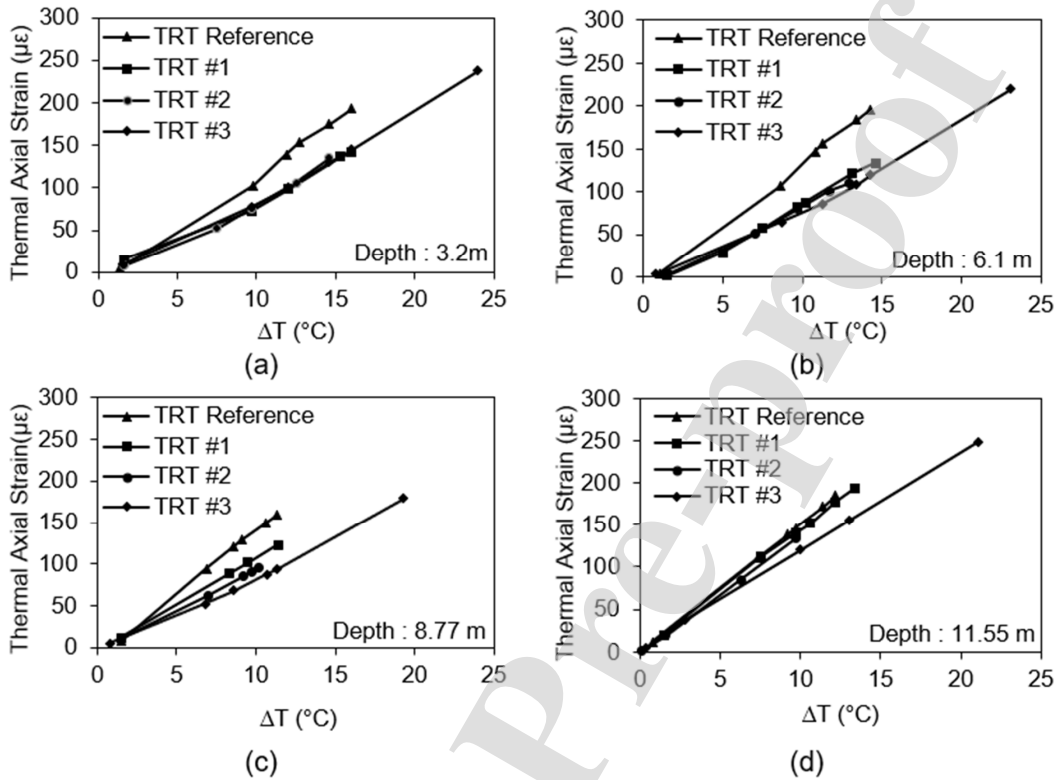 300
250
200
150
100
50
0
Thermal Axial Strain (µε)
TRT Reference
TRT #1
TRT #2
TRT #3
Depth : 3.2m
0 5 10 15 20 25
ΔT (°C)
(a)
300
250
200
150
100
50
0
Thermal Axial Strain (µε)
TRT Reference
TRT #1
TRT #2
TRT #3
Depth : 6.1 m
0 5 10 15 20 25
ΔT (°C)
(b)
300
250
200
150
100
50
0
Thermal Axial Strain(µε)
TRT Reference
TRT #1
TRT #2
TRT #3
Depth : 8.77 m
0 5 10 15 20 25
ΔT (°C)
(c)
300
250
200
150
100
50
0
Thermal Axial Strain (µε)
TRT Reference
TRT #1
TRT #2
TRT #3
Depth : 11.55 m
0 5 10 15 20 25
ΔT (°C)
(d)
Pre-proof